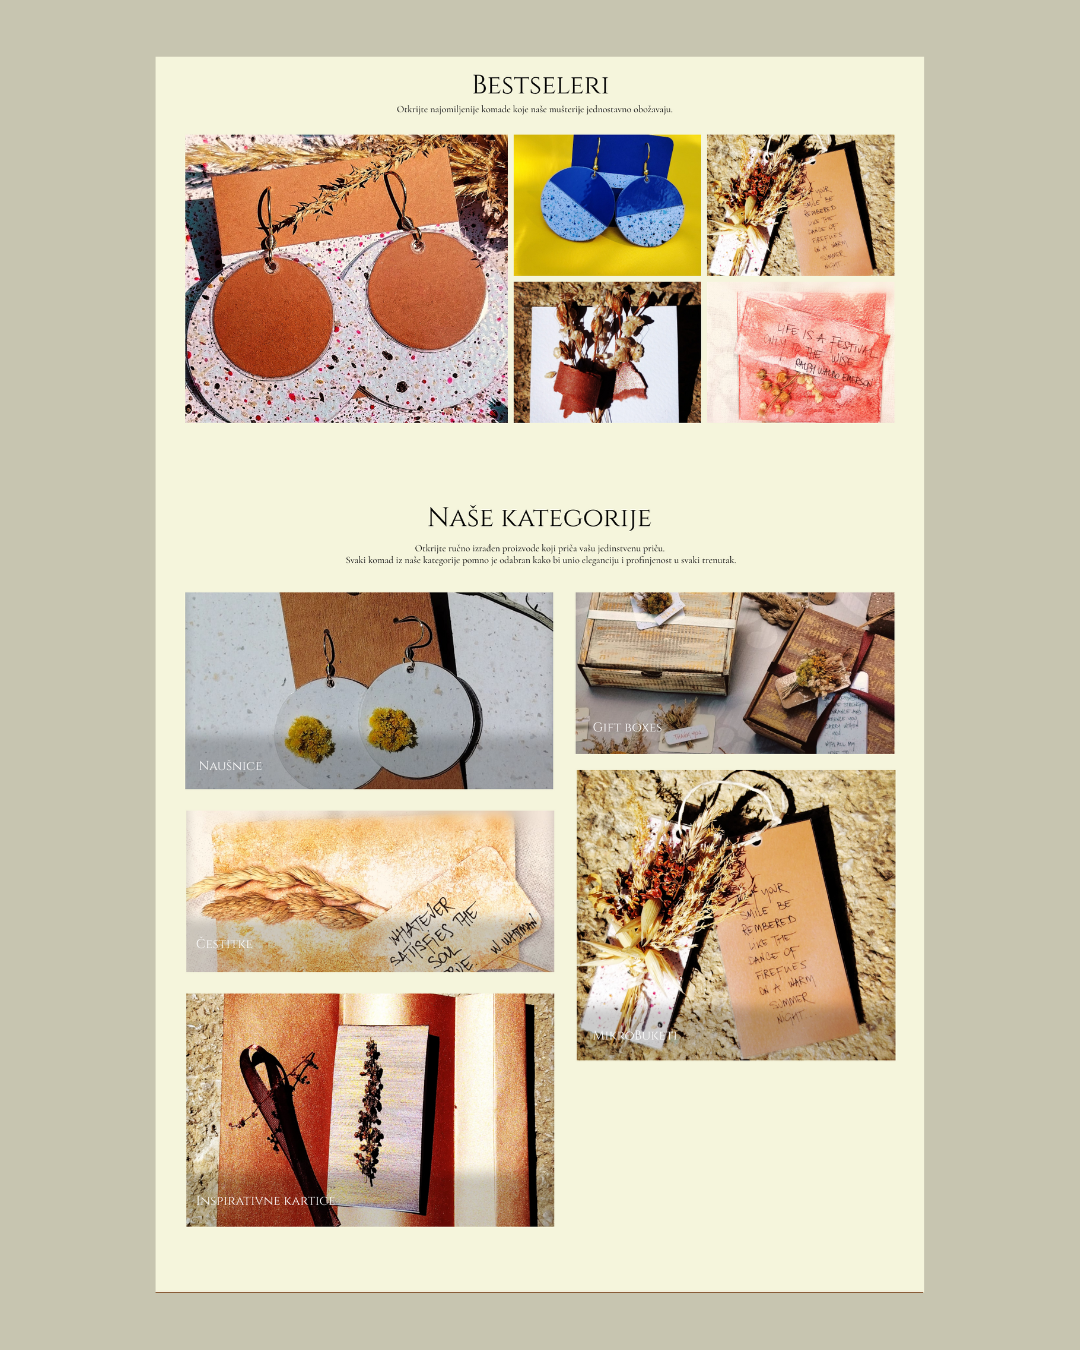 Bestseleri
Otkrijte najomiljenije komade koje naše mušterije jednostavno obožavaju.
YOUR
SMILE BE
REMBERED
LIKE THE
DANCE OF
FIREFLIES
ON A WARM
SUMMER
NIGHT
LIFE IS A FESTIVAL
ONLY TO THE WISE
RALPH WALDO EMERSON
Naše kategorije
Otkrijte ručno izrađen proizvode koji priča vašu jedinstvenu priču.
Svaki komad iz naše kategorije pomno je odabran kako bi unio eleganciju i profinjenost u svaki trenutak.
Naušnice
Gift boxes
THANK YOU
WHATEVER
SATISFIES THE
SOUL
W. WHITMAN
Čestitke
YOUR
SMILE BE
REMBERED
LIKE THE
DANCE OF
FIREFLIES
ON A WARM
SUMMER
NIGHT.
mikroBuketi
Inspirativne kartice